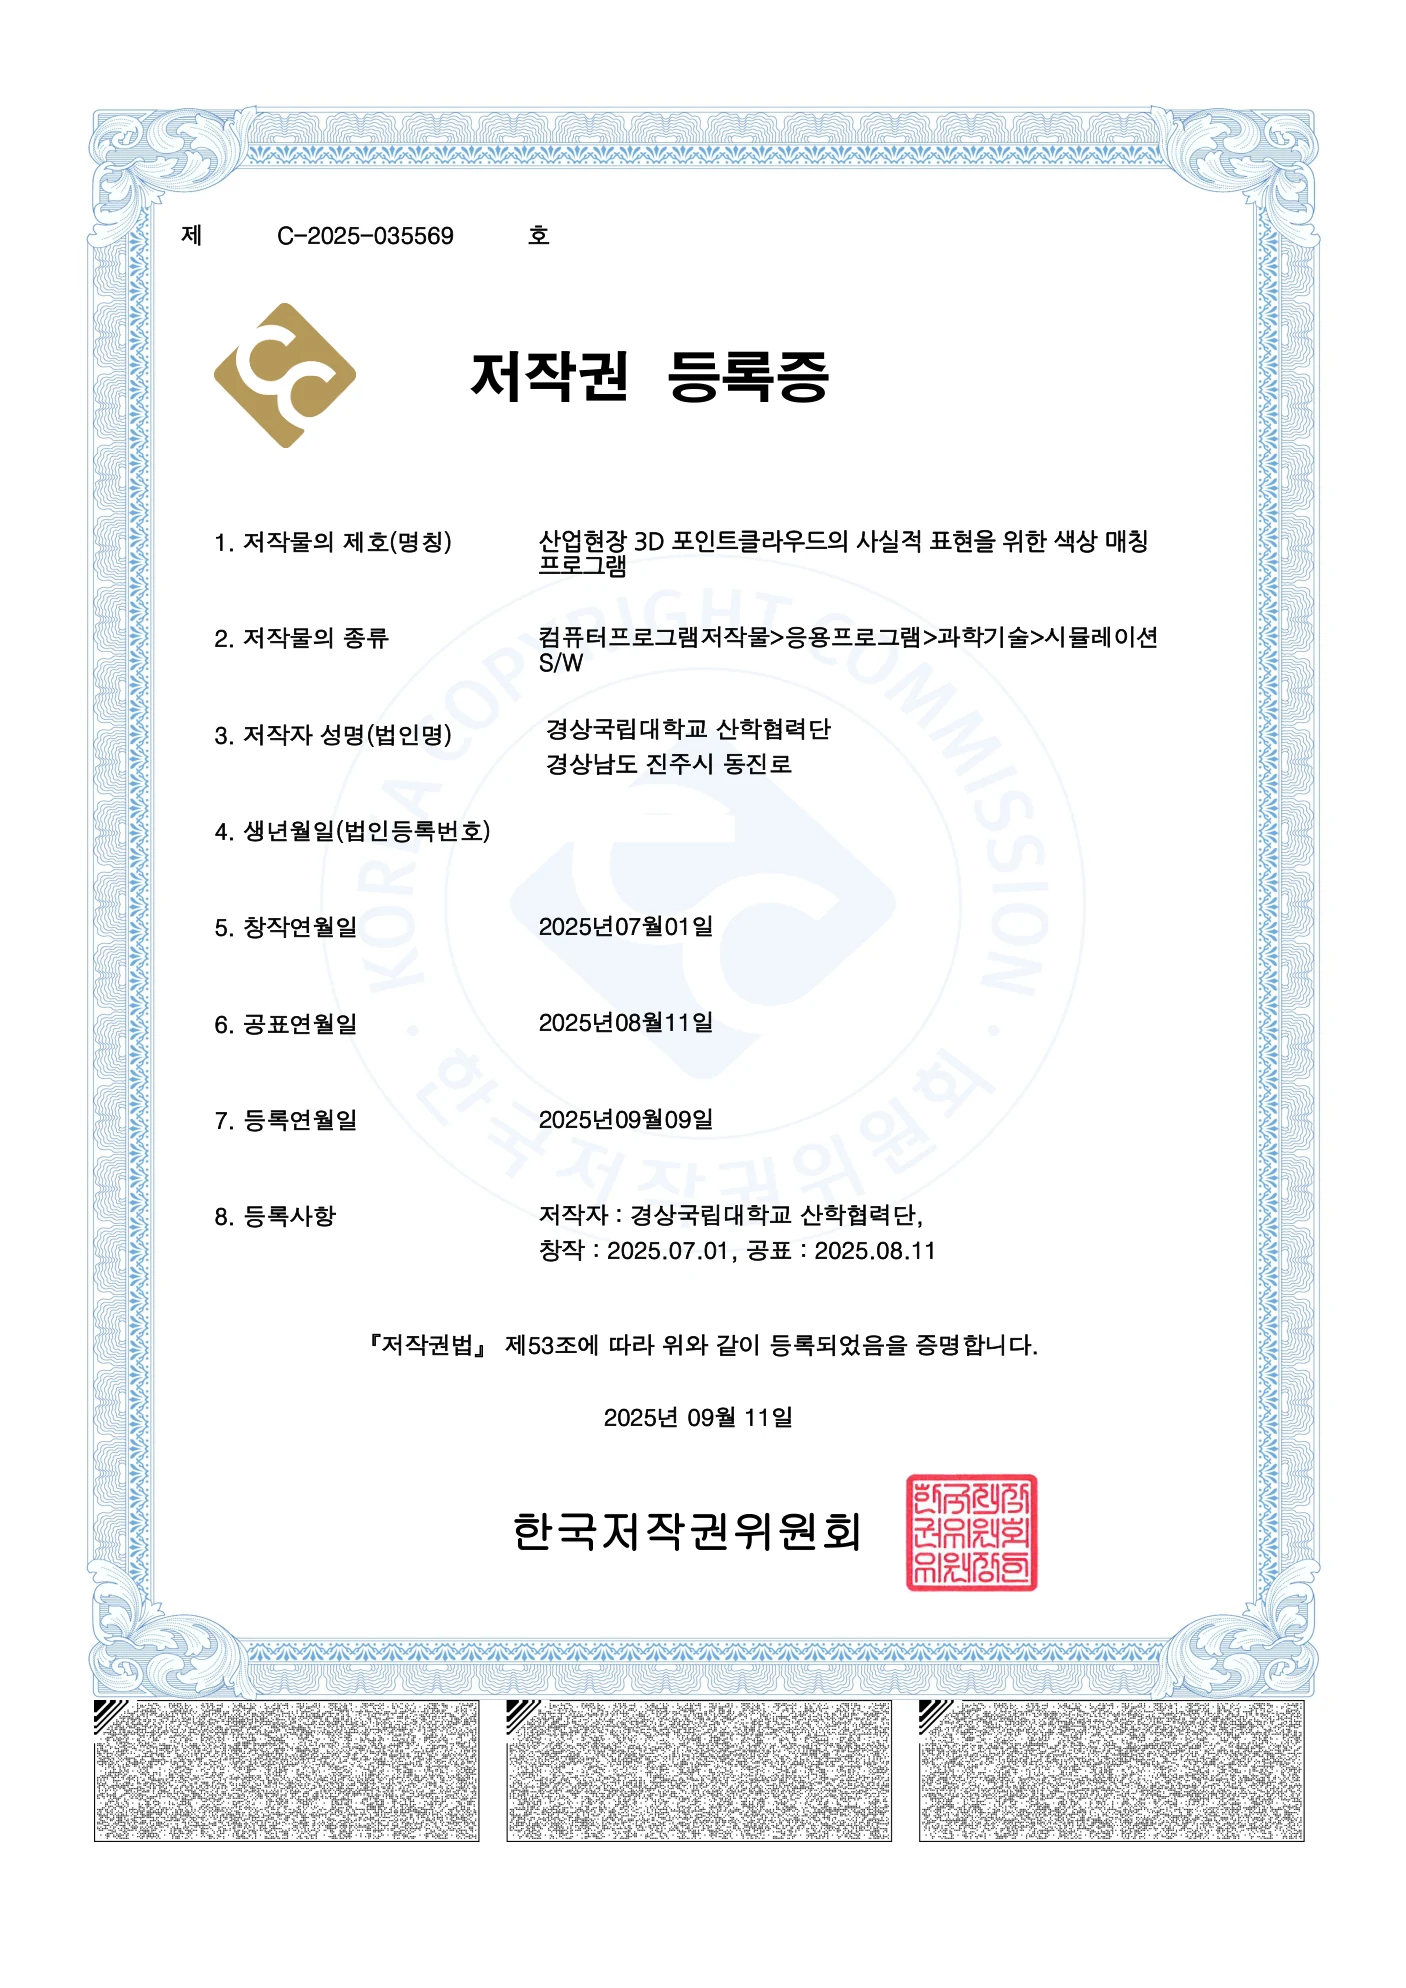 제 C-2025-035569 호
저작권 등록증
1. 저작물의 제호(명칭) 산업현장 3D 포인트클라우드의 사실적 표현을 위한 색상 매칭
프로그램
2. 저작물의 종류 컴퓨터프로그램저작물>응용프로그램>과학기술>시뮬레이션
S/W
3. 저작자 성명(법인명) 경상국립대학교 산학협력단
경상남도 진주시 동진로
4. 생년월일(법인등록번호)
5. 창작연월일 2025년07월01일
6. 공표연월일 2025년08월11일
7. 등록연월일 2025년09월09일
8. 등록사항 저작자 : 경상국립대학교 산학협력단,
창작 : 2025.07.01, 공표 : 2025.08.11
『저작권법』 제53조에 따라 위와 같이 등록되었음을 증명합니다.
2025년 09월 11일
한국저작권위원회
KOREA COPYRIGHT COMMISSION
한국저작권위원회